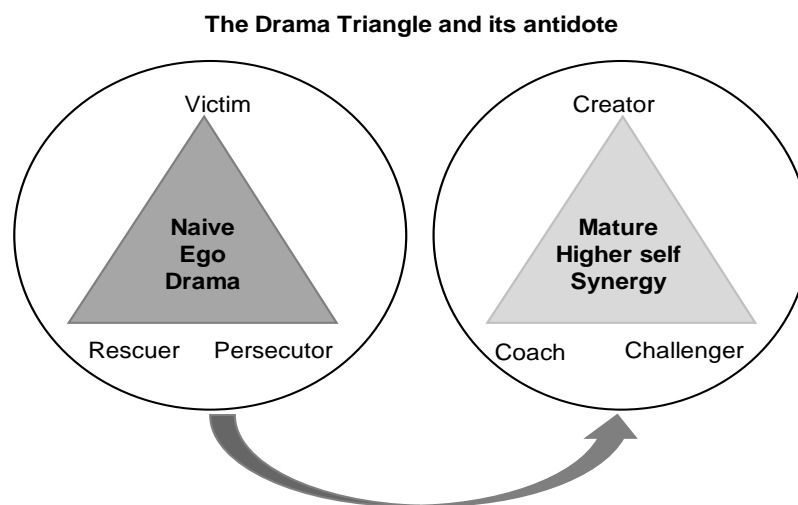 The Drama Triangle and its antidote
Victim
Naive
Ego
Drama
Rescuer Persecutor
Creator
Mature
Higher self
Synergy
Coach Challenger